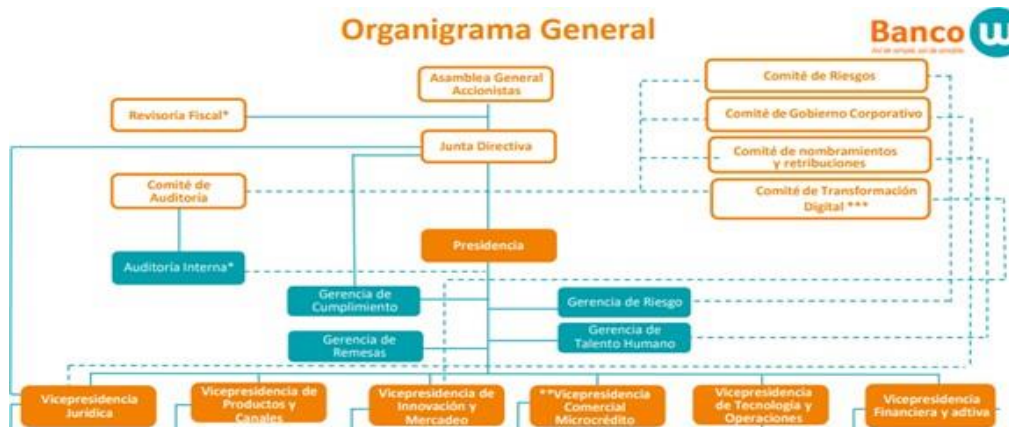 Organigrama General
Banco W
Asamblea General
Accionistas
Revisoría Fiscal*
Junta Directiva
Comité de
Auditoria
Auditoría Interna*
Comité de Riesgos
Comité de Gobierno Corporativo
Comité de nombramientos
y retribuciones
Comité de Transformación
Digital ***
Presidencia
Gerencia de
Cumplimiento
Gerencia de Riesgo
Gerencia de
Remesas
Gerencia de
Talento Humano
Vicepresidencia
Jurídica
Vicepresidencia de
Productos y
Canales
Vicepresidencia de
Innovación y
Mercadeo
**Vicepresidencia
Comercial
Microcrédito
Vicepresidencia
de Tecnología y
Operaciones
Vicepresidencia
Financiera y adtiva